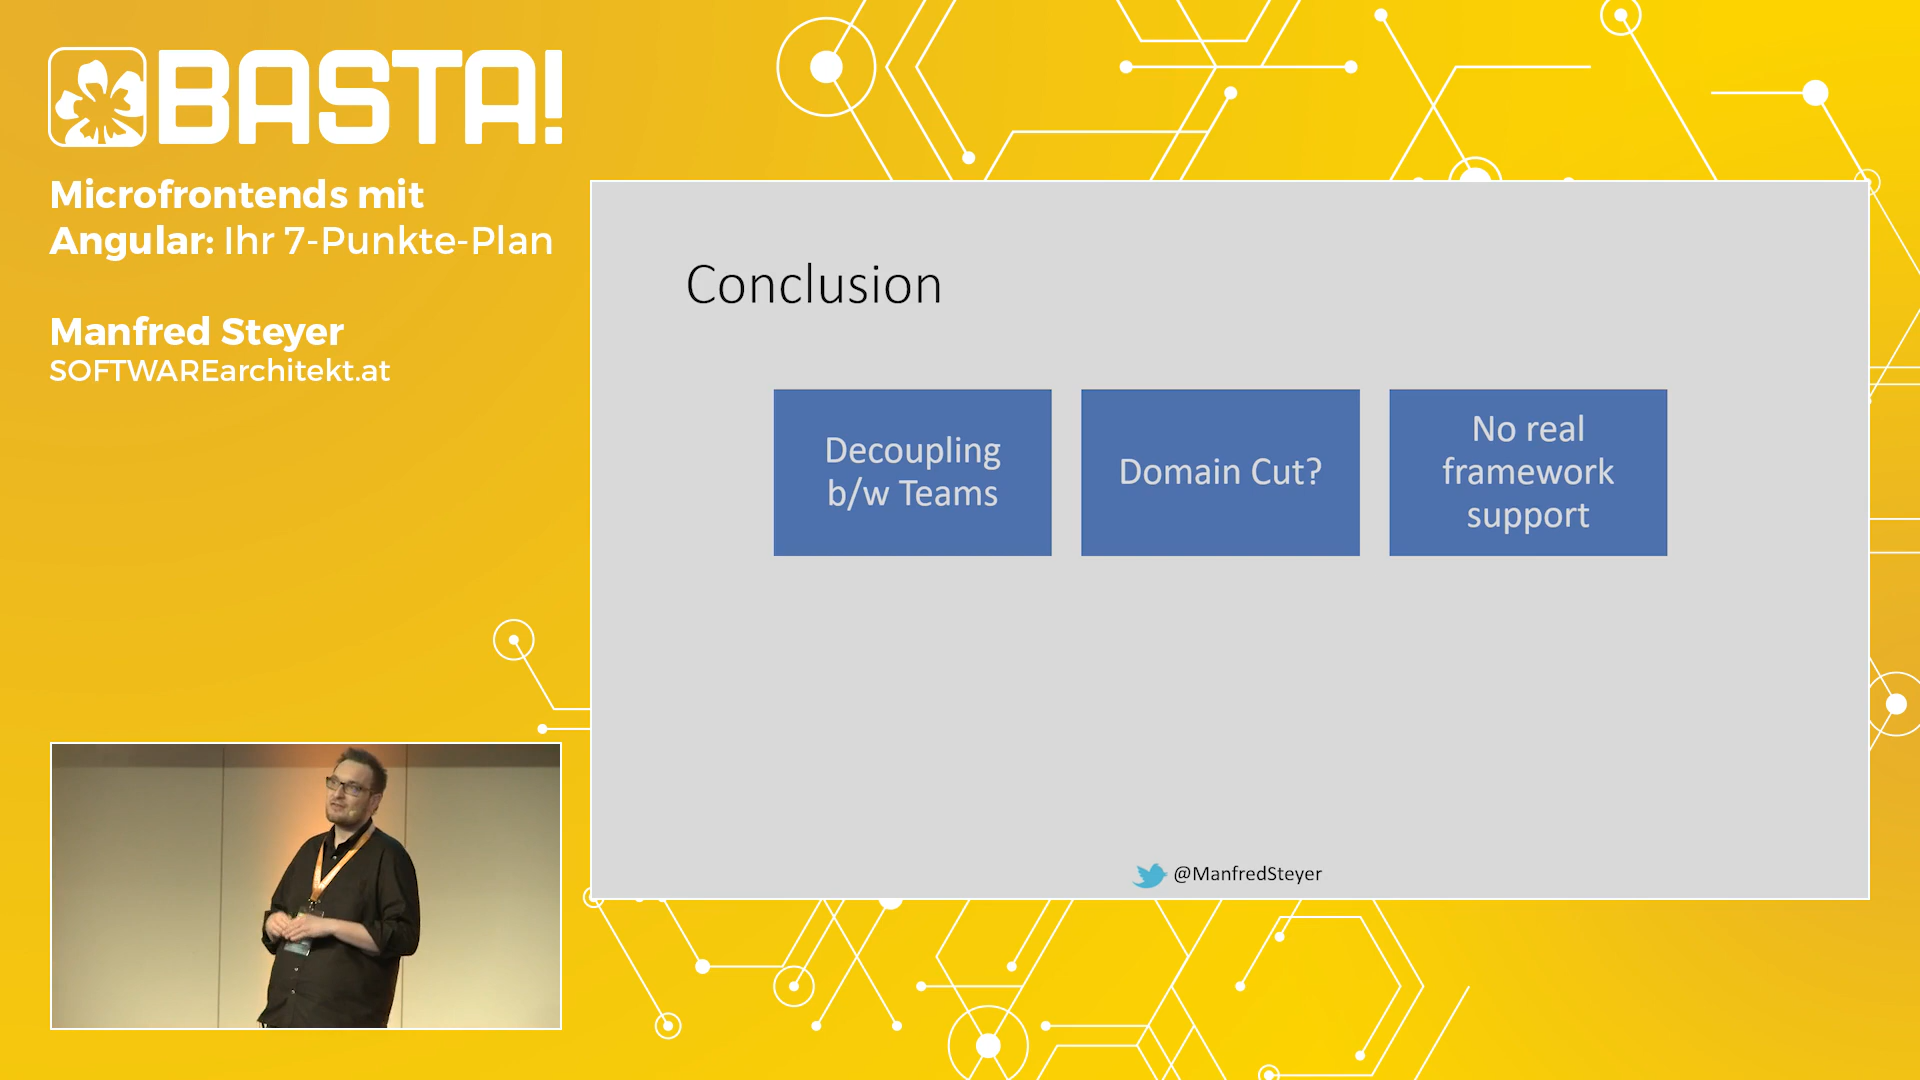 BASTA!
Microfrontends mit
Angular: Ihr 7-Punkte-Plan
Manfred Steyer
SOFTWAREarchitekt.at
Conclusion
Decoupling
b/w Teams
Domain Cut?
No real
framework
support
@ManfredSteyer